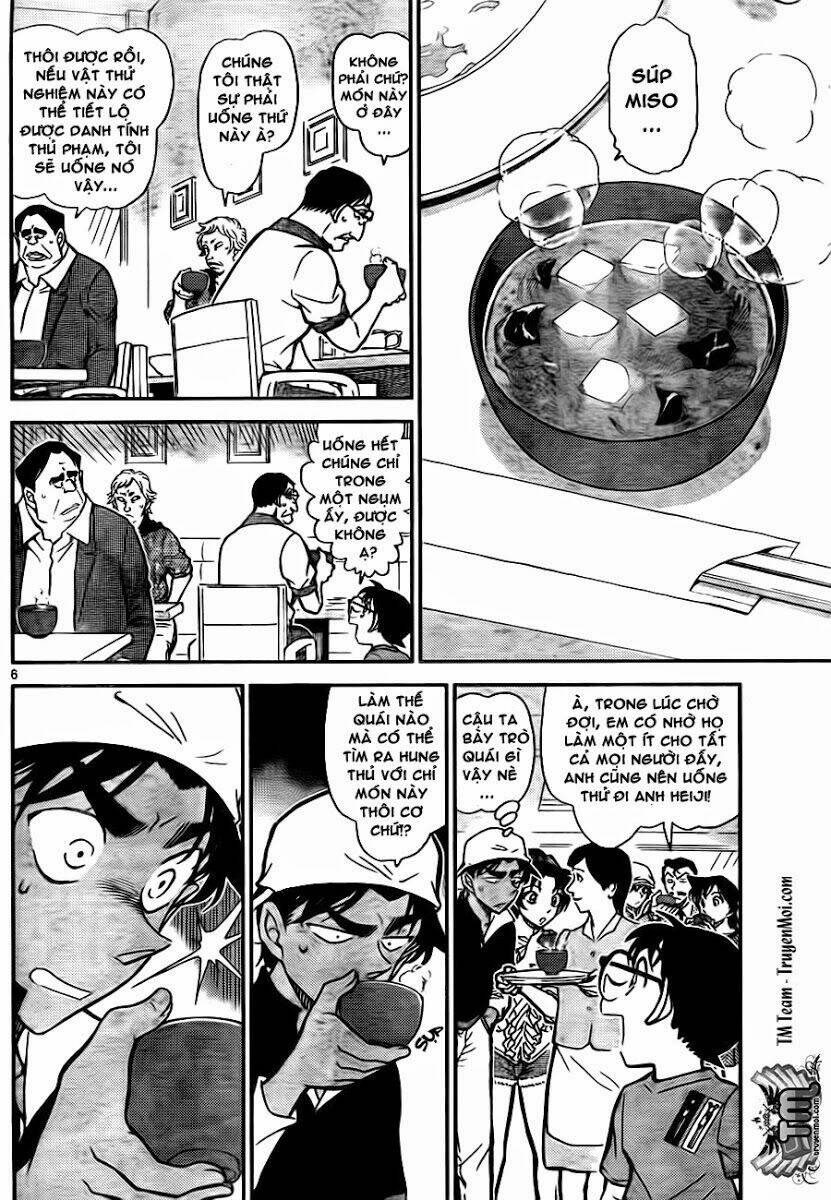 SÚP
MISO
...
KHÔNG
PHẢI CHỨ?
MÓN NÀY
Ở ĐÂY ...
CHÚNG
TÔI THẬT
SỰ PHẢI
UỐNG THỨ
NÀY À?
THÔI ĐƯỢC RỒI,
NẾU VẬT THỬ
NGHIỆM NÀY CÓ
THỂ TIẾT LỘ
ĐƯỢC DANH TÍNH
THỦ PHẠM, TÔI
SẼ UỐNG NÓ
VẬY...
UỐNG HẾT
CHÚNG CHỈ
TRONG
MỘT NGỤM
ẤY, ĐƯỢC
KHÔNG
Ạ?
6
À, TRONG LÚC CHỜ
ĐỢI, EM CÓ NHỜ HỌ
LÀM MỘT ÍT CHO TẤT
CẢ MỌI NGƯỜI ĐẤY,
ANH CŨNG NÊN UỐNG
THỬ ĐI ANH HEIJI!
CẬU TA
BÀY TRÒ
QUÁI GÌ
VẬY NÈ
...
LÀM THẾ
QUÁI NÀO
MÀ CÓ THỂ
TÌM RA HUNG
THỦ VỚI CHỈ
MÓN NÀY
THÔI CƠ
CHỨ!?
SỤP
TM Team - TruyenMoi.com
TM
truyenmoi.com